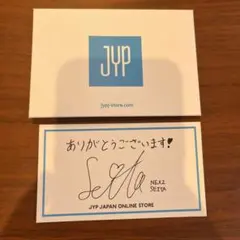 JYP
jyp-store.com
ありがとうございます!
Seita
NEXZ
SEITA
JYP JAPAN ONLINE STORE